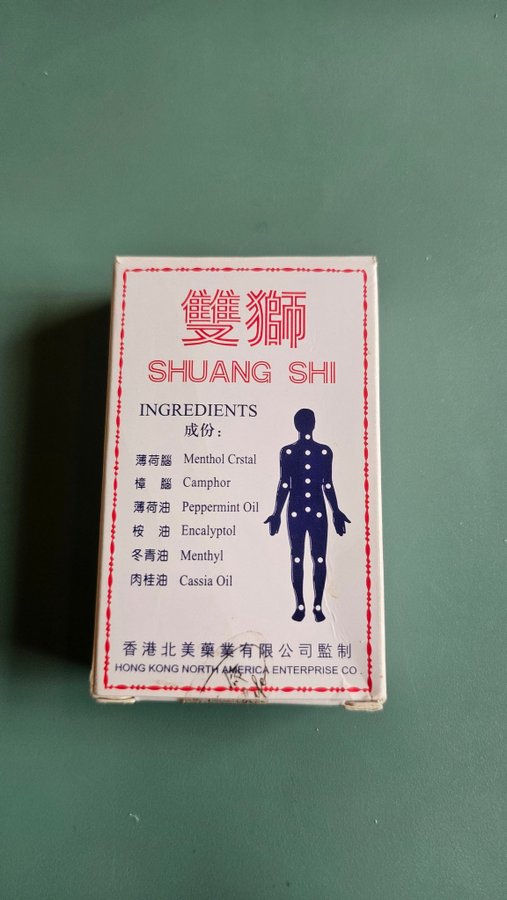 雙獅
SHUANG SHI
INGREDIENTS
成份：
薄荷腦 Menthol Crstal
樟 腦 Camphor
薄荷油 Peppermint Oil
桉 油 Encalyptol
冬青油 Menthyl
肉桂油 Cassia Oil
香港北美藥業有限公司監制
HONG KONG NORTH AMERICA ENTERPRISE CO